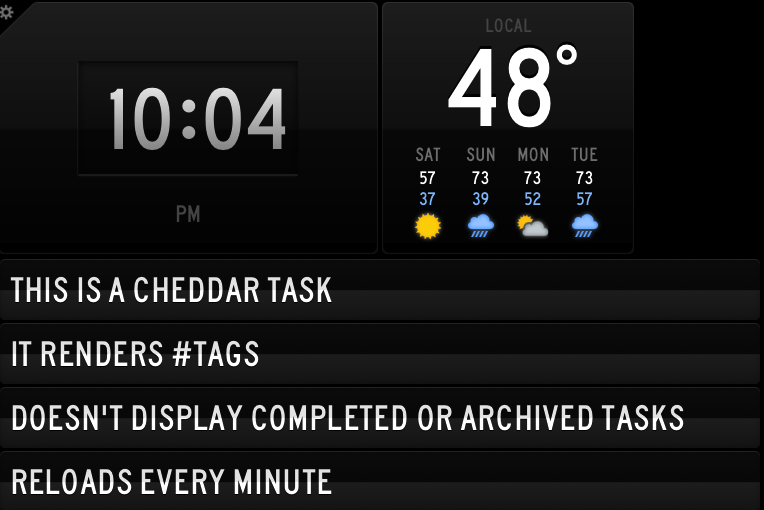 10:04
PM
LOCAL
48°
SAT SUN MON TUE
57 73 73 73
37 39 52 57
THIS IS A CHEDDAR TASK
IT RENDERS #TAGS
DOESN'T DISPLAY COMPLETED OR ARCHIVED TASKS
RELOADS EVERY MINUTE